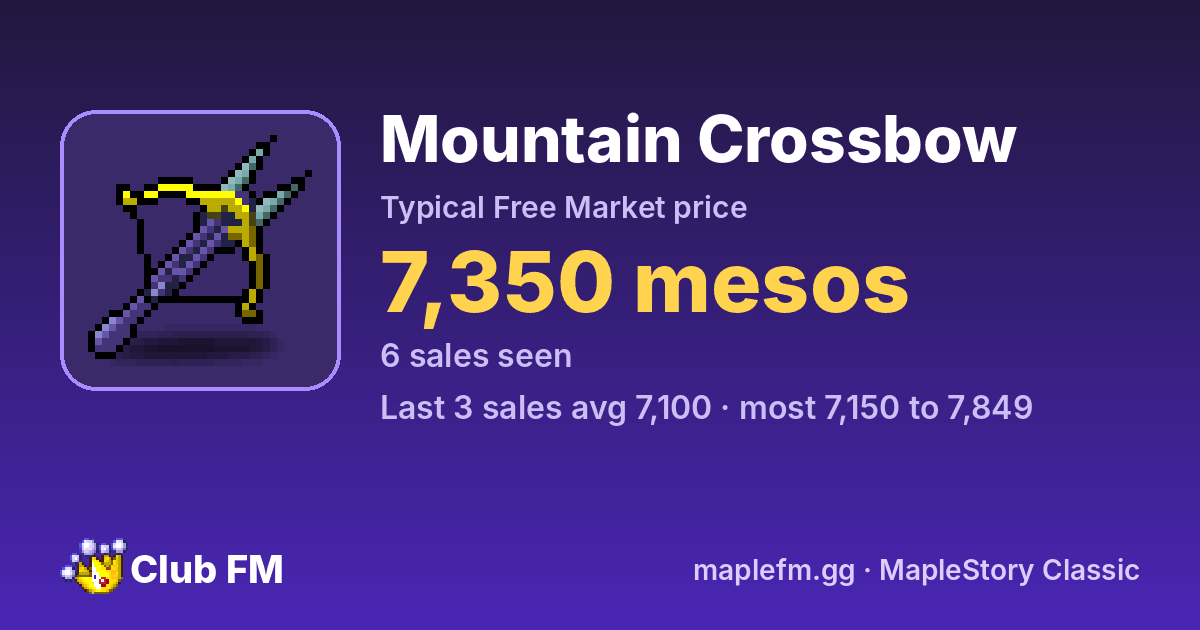 Mountain Crossbow
Typical Free Market price
7,350 mesos
6 sales seen
Last 3 sales avg 7,100 · most 7,150 to 7,849
Club FM
maplefm.gg · MapleStory Classic